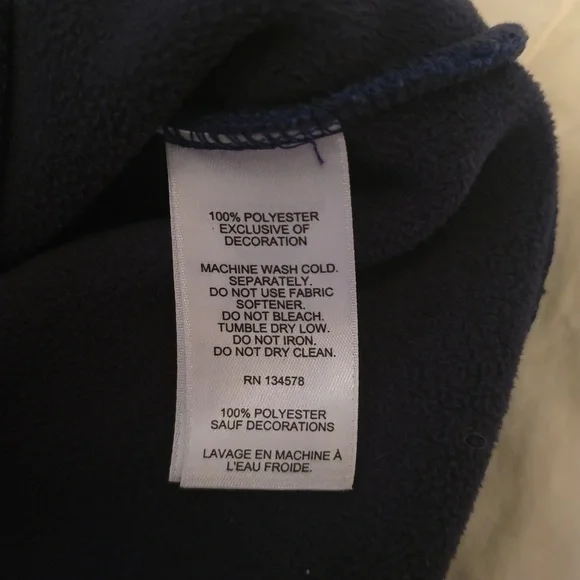 100% POLYESTER
EXCLUSIVE OF
DECORATION
MACHINE WASH COLD.
SEPARATELY.
DO NOT USE FABRIC
SOFTENER.
DO NOT BLEACH.
TUMBLE DRY LOW.
DO NOT IRON.
DO NOT DRY CLEAN.
RN 134578
100% POLYESTER
SAUF DECORATIONS
LAVAGE EN MACHINE À
L'EAU FROIDE.